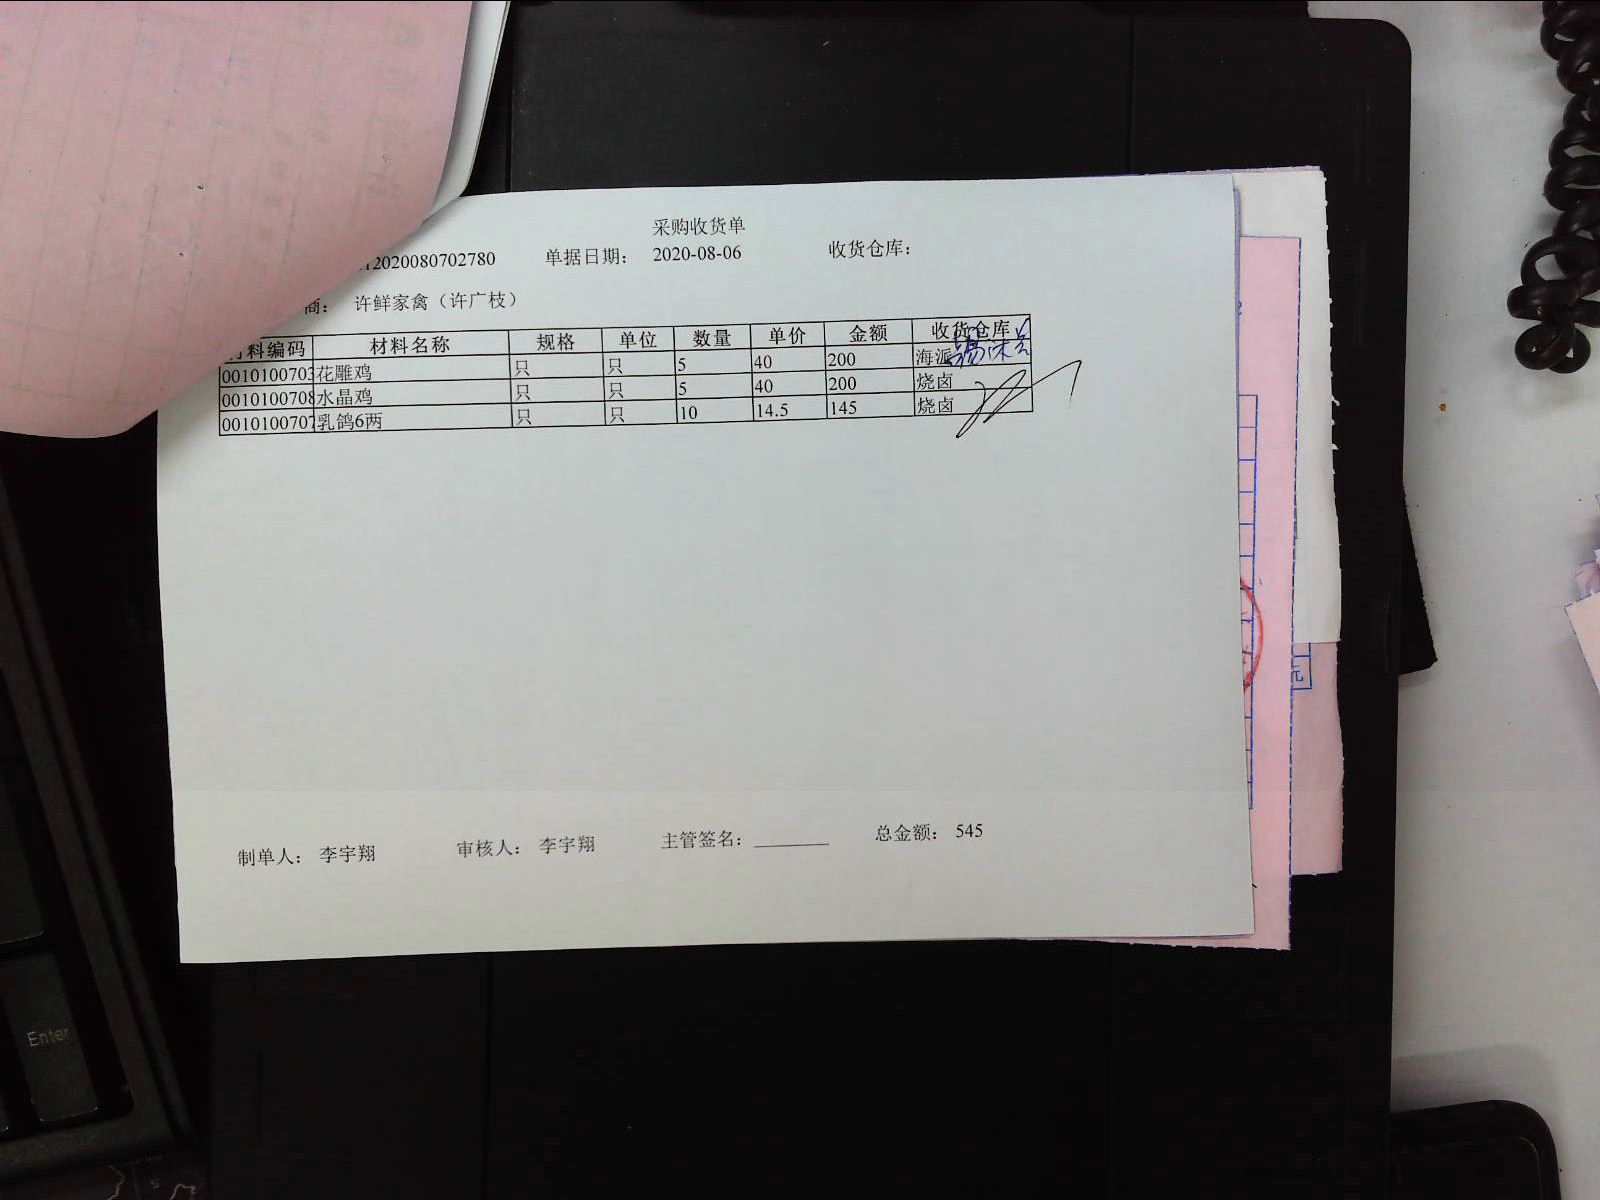 采购收货单
12020080702780 单据日期： 2020-08-06 收货仓库：
商： 许鲜家禽（许广枝）
料编码 材料名称 规格 单位 数量 单价 金额 收货仓库
0010100703 花雕鸡 只 只 5 40 200 海派
0010100708 水晶鸡 只 只 5 40 200 烧卤
0010100707 乳鸽6两 只 只 10 14.5 145 烧卤
制单人： 李宇翔 审核人： 李宇翔 主管签名：________ 总金额： 545
Enter